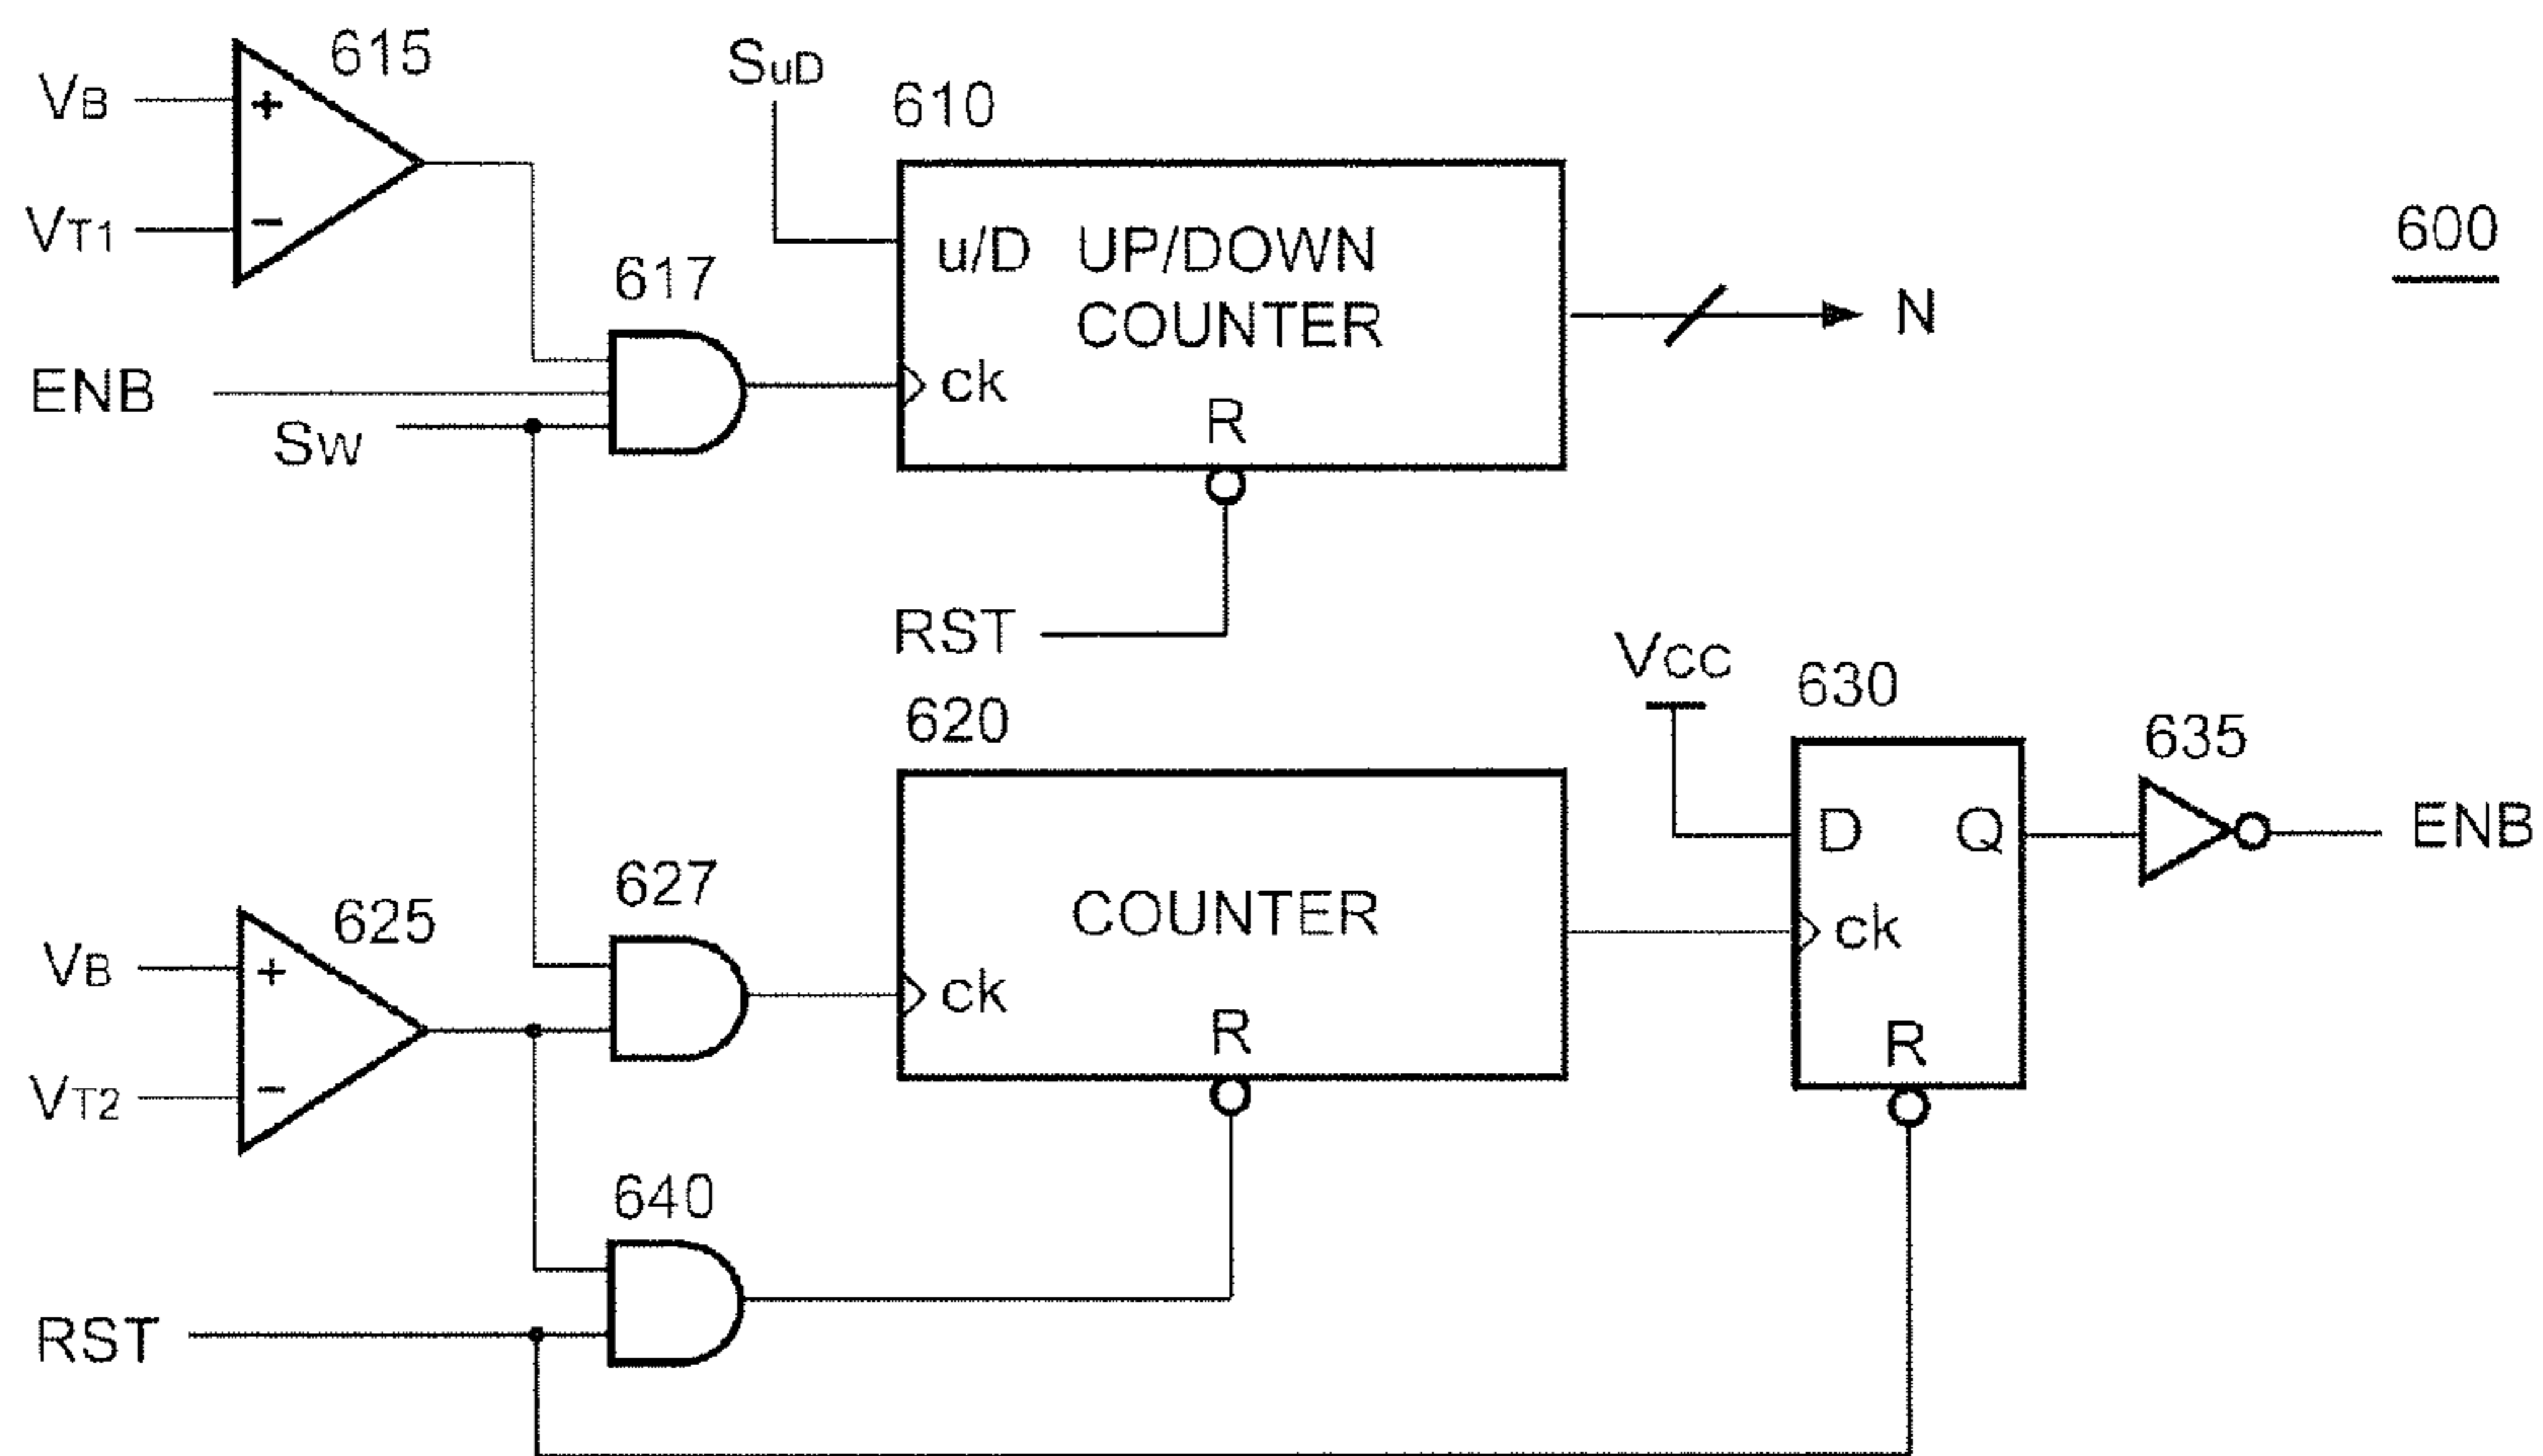 615
VB
+
VT1
−
SuD
610
u/D UP/DOWN
COUNTER
ck
R
N
600
617
ENB
SW
RST
VCC
620
COUNTER
ck
R
630
D Q
ck
R
635
ENB
627
625
VB
+
VT2
−
640
RST